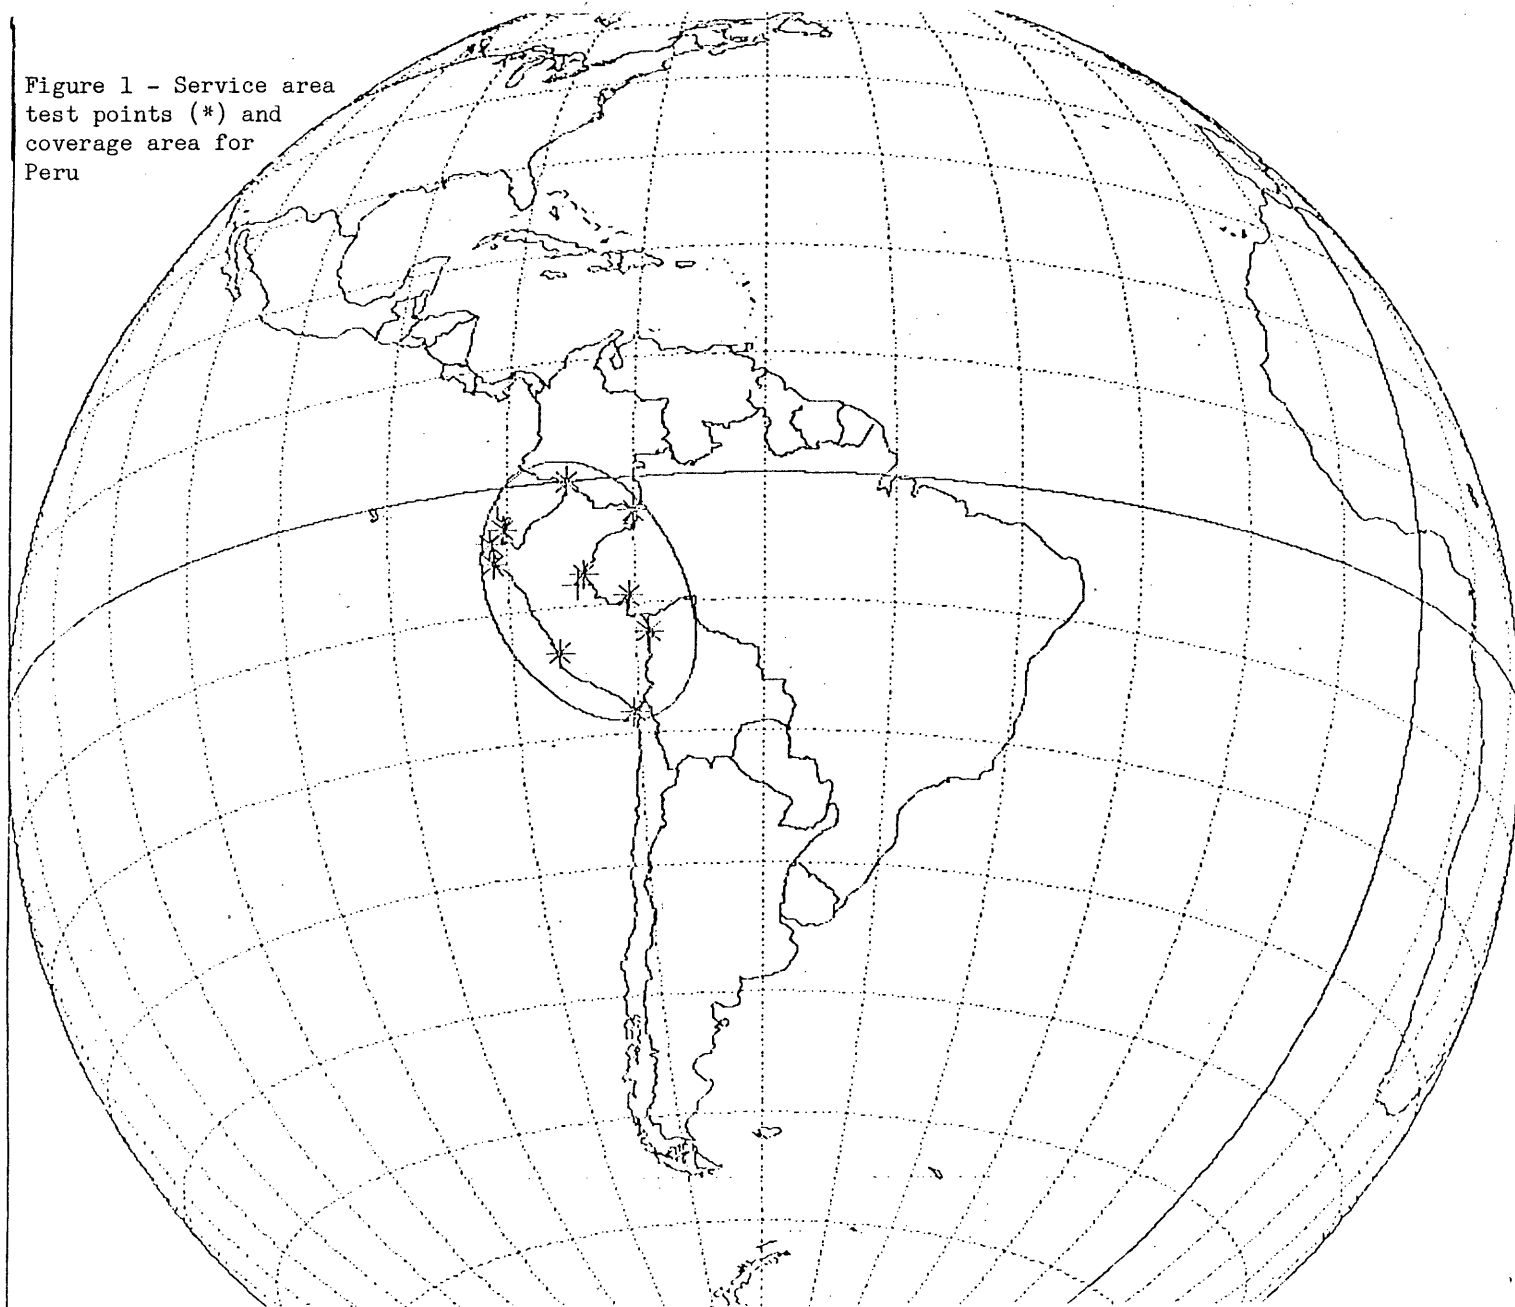 Figure 1 - Service area
test points (*) and
coverage area for
Peru